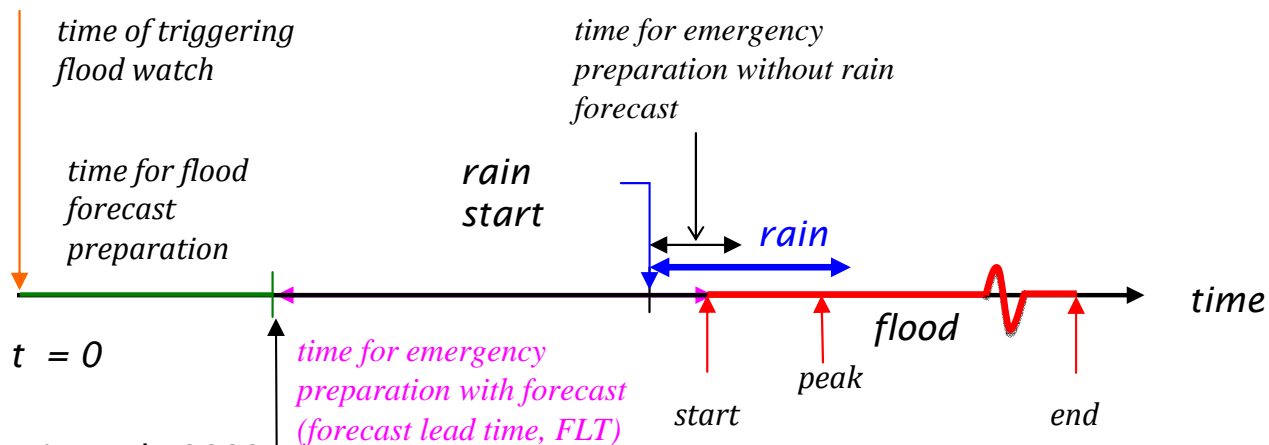 time of triggering
flood watch
time for emergency
preparation without rain
forecast
time for flood
forecast
preparation
rain
start
rain
time
flood
t = 0
time for emergency
preparation with forecast
(forecast lead time, FLT)
start
peak
end